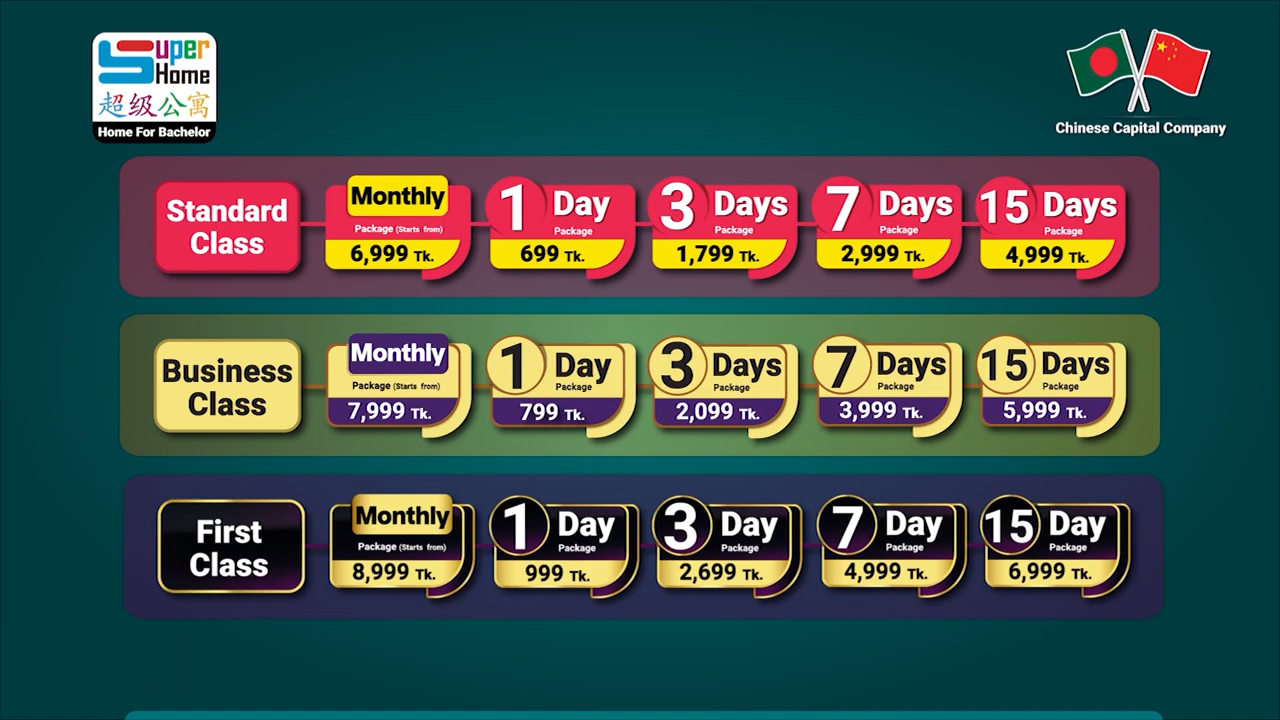 Super
Home
超级公寓
Home For Bachelor
Chinese Capital Company
Standard
Class
Monthly
Package (Starts from)
6,999 Tk.
1 Day
Package
699 Tk.
3 Days
Package
1,799 Tk.
7 Days
Package
2,999 Tk.
15 Days
Package
4,999 Tk.
Business
Class
Monthly
Package (Starts from)
7,999 Tk.
1 Day
Package
799 Tk.
3 Days
Package
2,099 Tk.
7 Days
Package
3,999 Tk.
15 Days
Package
5,999 Tk.
First
Class
Monthly
Package (Starts from)
8,999 Tk.
1 Day
Package
999 Tk.
3 Day
Package
2,699 Tk.
7 Day
Package
4,999 Tk.
15 Day
Package
6,999 Tk.